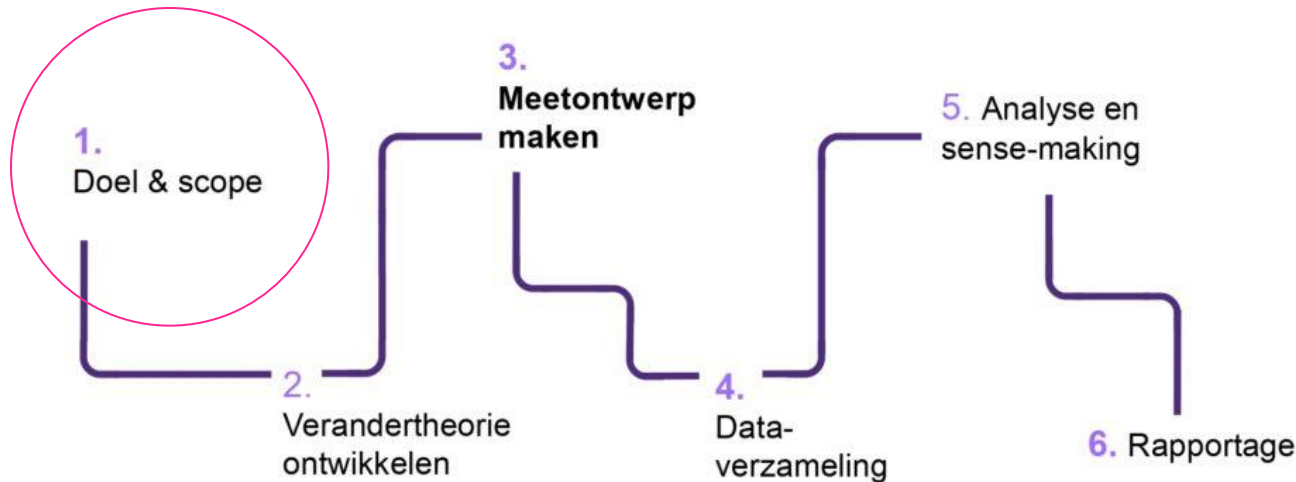 1.
Doel & scope
2.
Verandertheorie
ontwikkelen
3.
Meetontwerp
maken
4.
Data-
verzameling
5. Analyse en
sense-making
6. Rapportage